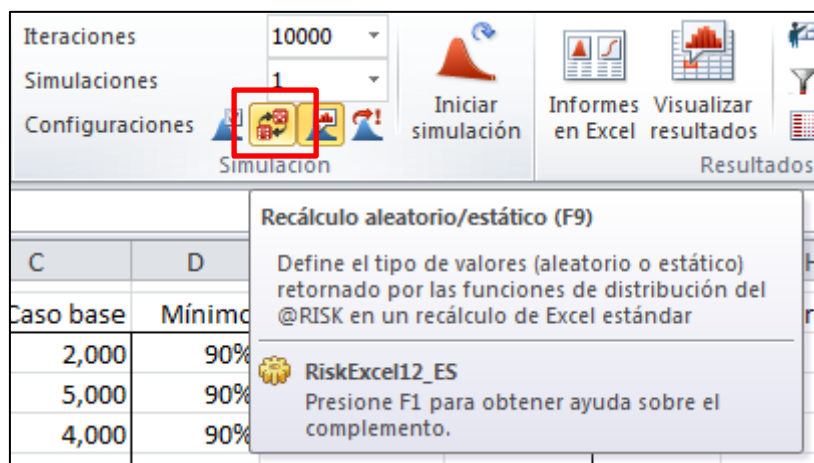 Iteraciones 10000
Simulaciones 1
Configuraciones
Iniciar simulación
Informes en Excel
Visualizar resultados
Simulación
Resultados
Recálculo aleatorio/estático (F9)
Define el tipo de valores (aleatorio o estático)
retornado por las funciones de distribución del
@RISK en un recálculo de Excel estándar
RiskExcel12_ES
Presione F1 para obtener ayuda sobre el
complemento.
C D
Caso base Mínimo
2,000 90%
5,000 90%
4,000 90%